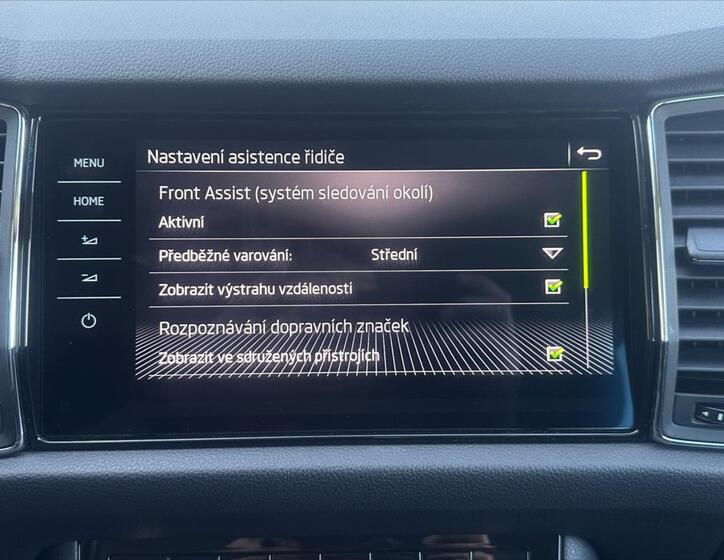 MENU
HOME
Nastavení asistence řidiče
Front Assist (systém sledování okolí)
Aktivní
Předběžné varování: Střední
Zobrazit výstrahu vzdálenosti
Rozpoznávání dopravních značek
Zobrazit ve sdružených přístrojích